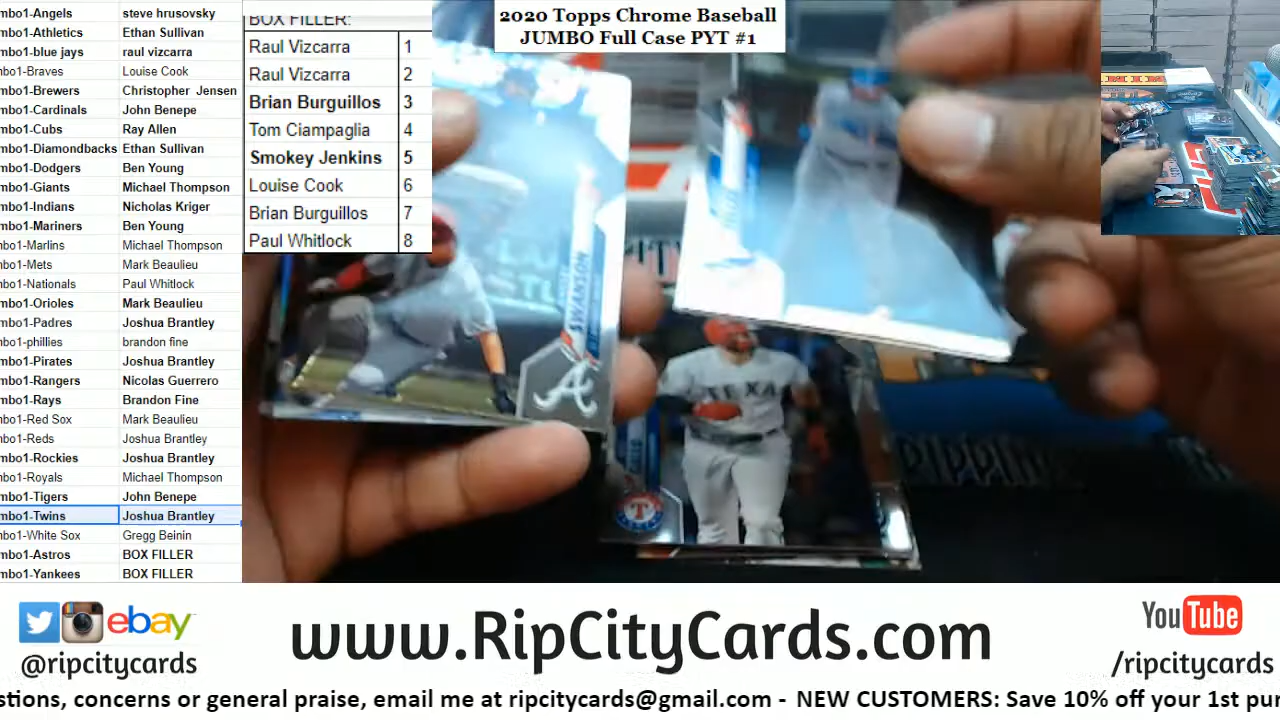 mbo1-Angels steve hrusovsky
mbo1-Athletics Ethan Sullivan
mbo1-blue jays raul vizcarra
mbo1-Braves Louise Cook
mbo1-Brewers Christopher Jensen
mbo1-Cardinals John Benepe
mbo1-Cubs Ray Allen
mbo1-Diamondbacks Ethan Sullivan
mbo1-Dodgers Ben Young
mbo1-Giants Michael Thompson
mbo1-Indians Nicholas Kriger
mbo1-Mariners Ben Young
mbo1-Marlins Michael Thompson
mbo1-Mets Mark Beaulieu
mbo1-Nationals Paul Whitlock
mbo1-Orioles Mark Beaulieu
mbo1-Padres Joshua Brantley
mbo1-phillies brandon fine
mbo1-Pirates Joshua Brantley
mbo1-Rangers Nicolas Guerrero
mbo1-Rays Brandon Fine
mbo1-Red Sox Mark Beaulieu
mbo1-Reds Joshua Brantley
mbo1-Rockies Joshua Brantley
mbo1-Royals Michael Thompson
mbo1-Tigers John Benepe
mbo1-Twins Joshua Brantley
mbo1-White Sox Gregg Beinin
mbo1-Astros BOX FILLER
mbo1-Yankees BOX FILLER
BOX FILLER:
Raul Vizcarra 1
Raul Vizcarra 2
Brian Burguillos 3
Tom Ciampaglia 4
Smokey Jenkins 5
Louise Cook 6
Brian Burguillos 7
Paul Whitlock 8
2020 Topps Chrome Baseball
JUMBO Full Case PYT #1
SWANSON
A
TEXA
T
RIPPIN
ebay
@ripcitycards
www.RipCityCards.com
YouTube
/ripcitycards
stions, concerns or general praise, email me at ripcitycards@gmail.com - NEW CUSTOMERS: Save 10% off your 1st pur